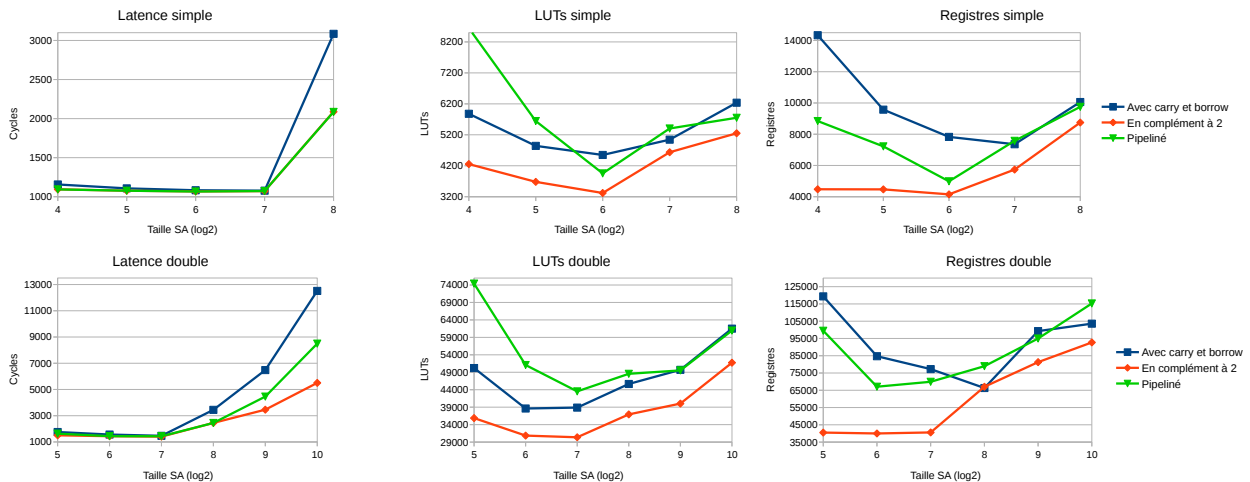 Latence simple
3000
2500
2000
1500
1000
Cycles
4 5 6 7 8
Taille SA (log2)
LUTs simple
8200
7200
6200
5200
4200
3200
LUTs
4 5 6 7 8
Taille SA (log2)
Registres simple
14000
12000
10000
8000
6000
4000
Registres
4 5 6 7 8
Taille SA (log2)
Avec carry et borrow
En complément à 2
Pipeliné
Latence double
13000
11000
9000
7000
5000
3000
1000
Cycles
5 6 7 8 9 10
Taille SA (log2)
LUTs double
74000
69000
64000
59000
54000
49000
44000
39000
34000
29000
LUTs
5 6 7 8 9 10
Taille SA (log2)
Registres double
125000
115000
105000
95000
85000
75000
65000
55000
45000
35000
Registres
5 6 7 8 9 10
Taille SA (log2)
Avec carry et borrow
En complément à 2
Pipeliné